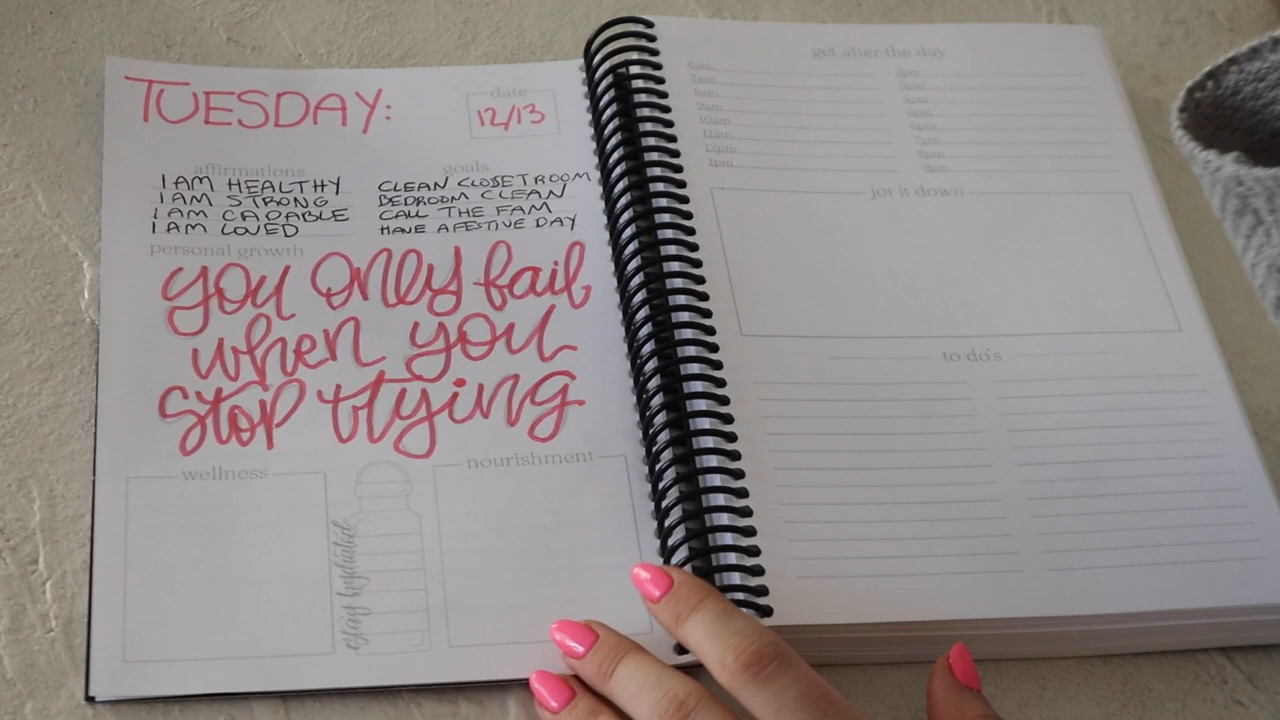 TUESDAY:
date
12/13
affirmations
I AM HEALTHY
I AM STRONG
I AM CAPABLE
I AM LOVED
goals
CLEAN CLOSET ROOM
BEDROOM CLEAN
CALL THE FAM
HAVE A FESTIVE DAY
personal growth
you only fail
when you
stop trying
wellness
stay hydrated
nourishment
get after the day
6am
7am
8am
9am
10am
11am
12pm
1pm
2pm
3pm
4pm
5pm
6pm
7pm
8pm
9pm
jot it down
to do's